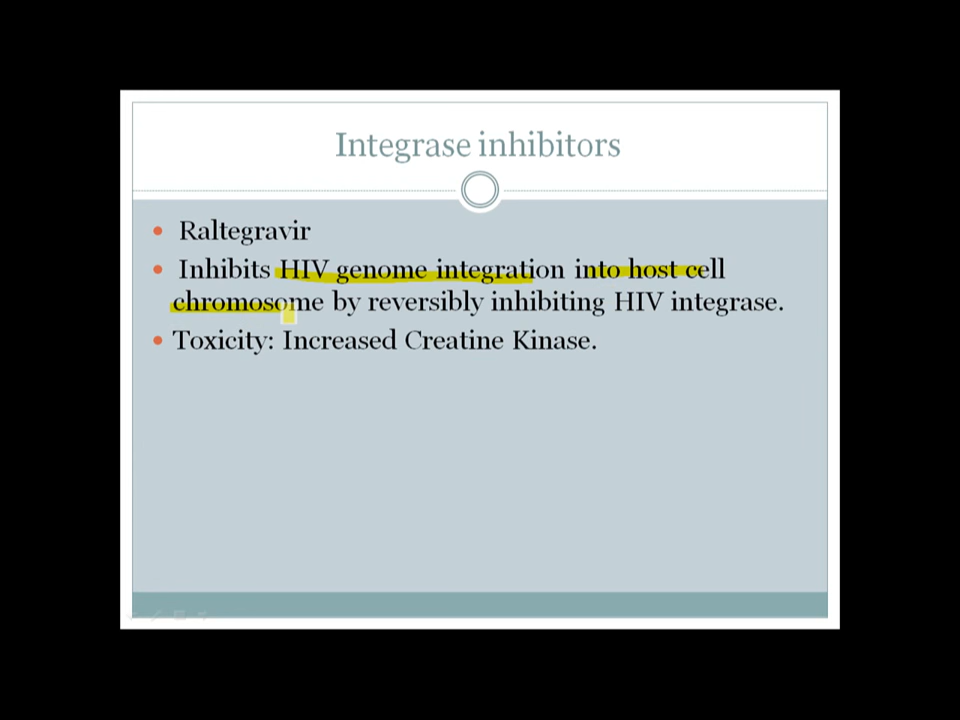 Integrase inhibitors
• Raltegravir
• Inhibits HIV genome integration into host cell
chromosome by reversibly inhibiting HIV integrase.
• Toxicity: Increased Creatine Kinase.